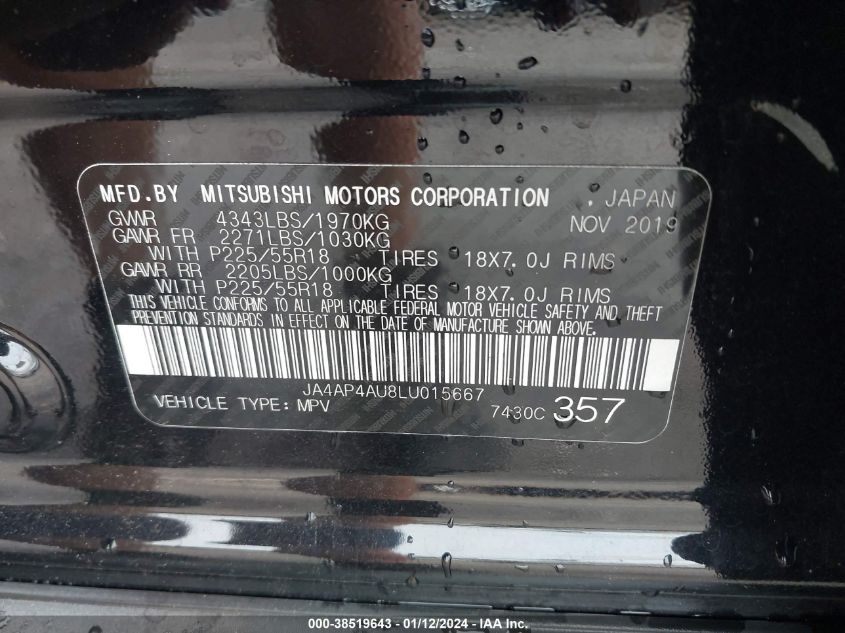 MFD.BY MITSUBISHI MOTORS CORPORATION . JAPAN
GVWR 4343LBS/1970KG NOV 2019
GAWR FR 2271LBS/1030KG
WITH P225/55R18 TIRES 18X7.0J RIMS
GAWR RR 2205LBS/1000KG
WITH P225/55R18 TIRES 18X7.0J RIMS
THIS VEHICLE CONFORMS TO ALL APPLICABLE FEDERAL MOTOR VEHICLE SAFETY AND THEFT
PREVENTION STANDARDS IN EFFECT ON THE DATE OF MANUFACTURE SHOWN ABOVE.
JA4AP4AU8LU015667
VEHICLE TYPE: MPV 7430C 357
000-38519643 - 01/12/2024 - IAA Inc.